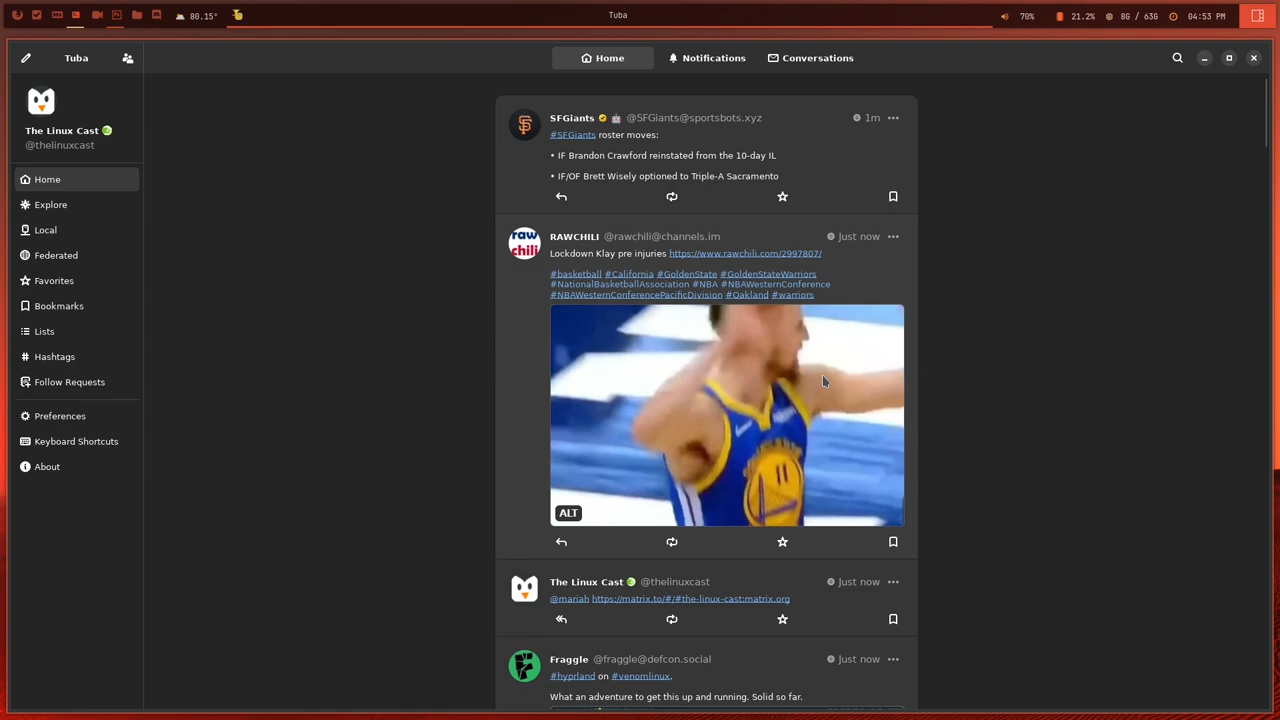 80.15°
Tuba
70%
21.2%
8G / 63G
04:53 PM
Tuba
Home
Notifications
Conversations
The Linux Cast
@thelinuxcast
Home
Explore
Local
Federated
Favorites
Bookmarks
Lists
Hashtags
Follow Requests
Preferences
Keyboard Shortcuts
About
SFGiants @SFGiants@sportsbots.xyz 1m
#SFGiants roster moves:
• IF Brandon Crawford reinstated from the 10-day IL
• IF/OF Brett Wisely optioned to Triple-A Sacramento
raw
chili
RAWCHILI @rawchili@channels.im Just now
Lockdown Klay pre injuries https://www.rawchili.com/2997807/
#basketball #California #GoldenState #GoldenStateWarriors
#NationalBasketballAssociation #NBA #NBAWesternConference
#NBAWesternConferencePacificDivision #Oakland #warriors
11
ALT
The Linux Cast @thelinuxcast Just now
@mariah https://matrix.to/#/#the-linux-cast:matrix.org
Fraggle @fraggle@defcon.social Just now
#hyprland on #venomlinux.
What an adventure to get this up and running. Solid so far.